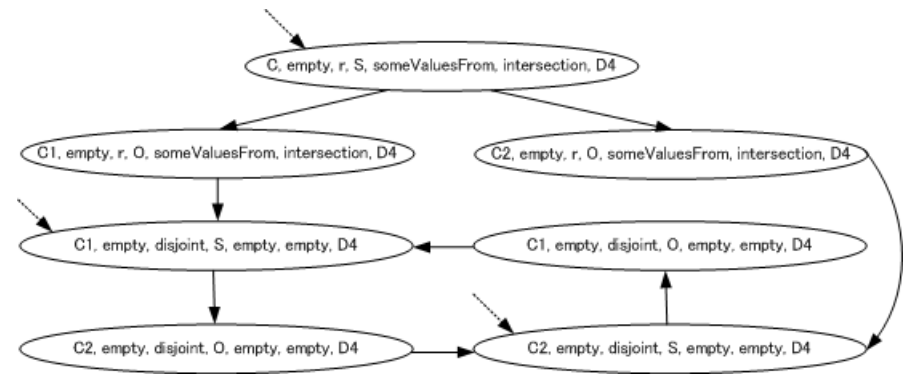 C, empty, r, S, someValuesFrom, intersection, D4
C1, empty, r, O, someValuesFrom, intersection, D4
C2, empty, r, O, someValuesFrom, intersection, D4
C1, empty, disjoint, S, empty, empty, D4
C1, empty, disjoint, O, empty, empty, D4
C2, empty, disjoint, O, empty, empty, D4
C2, empty, disjoint, S, empty, empty, D4